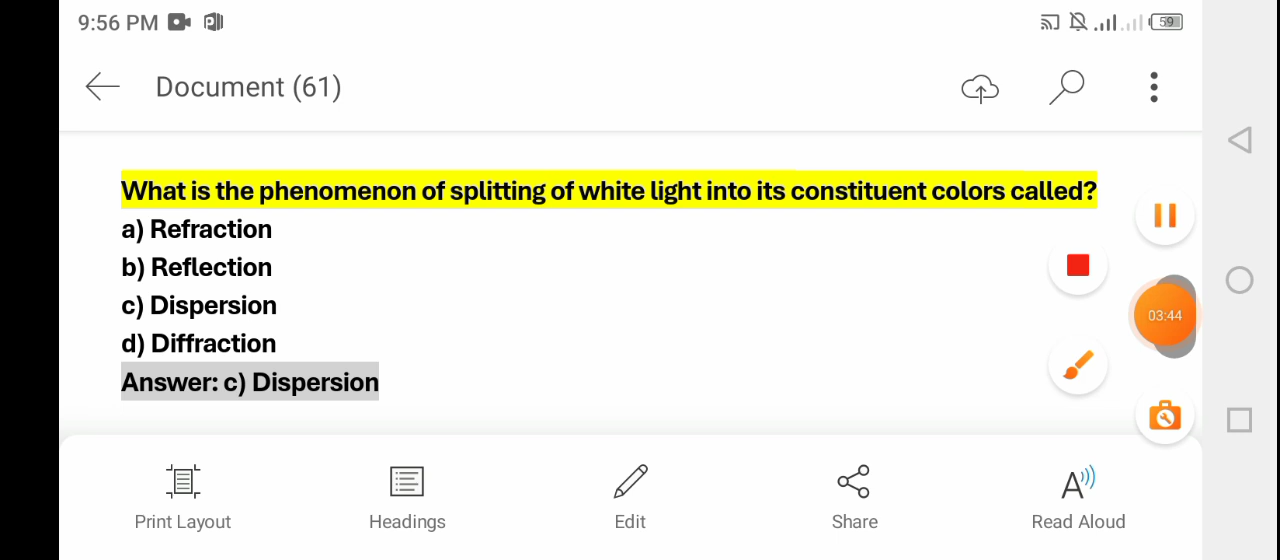 9:56 PM
59
Document (61)
What is the phenomenon of splitting of white light into its constituent colors called?
a) Refraction
b) Reflection
c) Dispersion
d) Diffraction
Answer: c) Dispersion
03:44
Print Layout
Headings
Edit
Share
Read Aloud